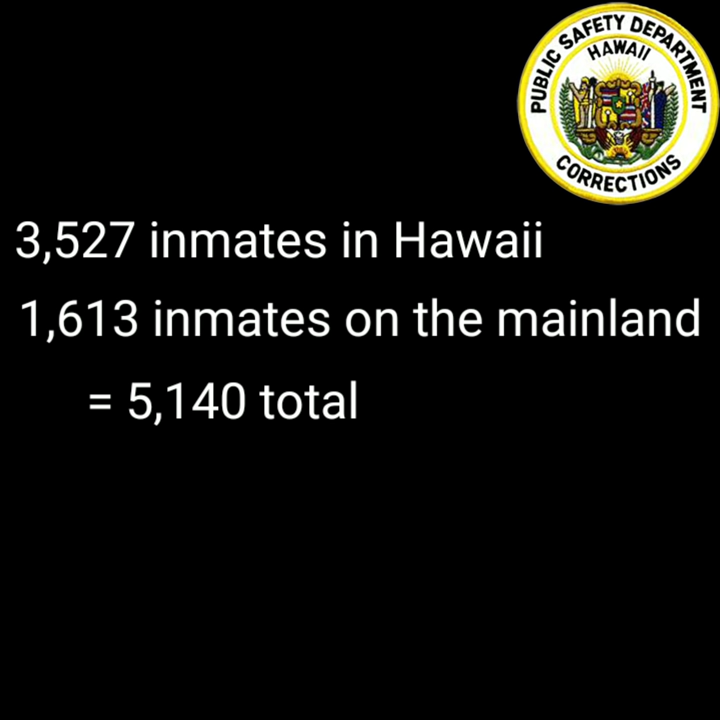 PUBLIC SAFETY DEPARTMENT
HAWAII
CORRECTIONS
3,527 inmates in Hawaii
1,613 inmates on the mainland
= 5,140 total